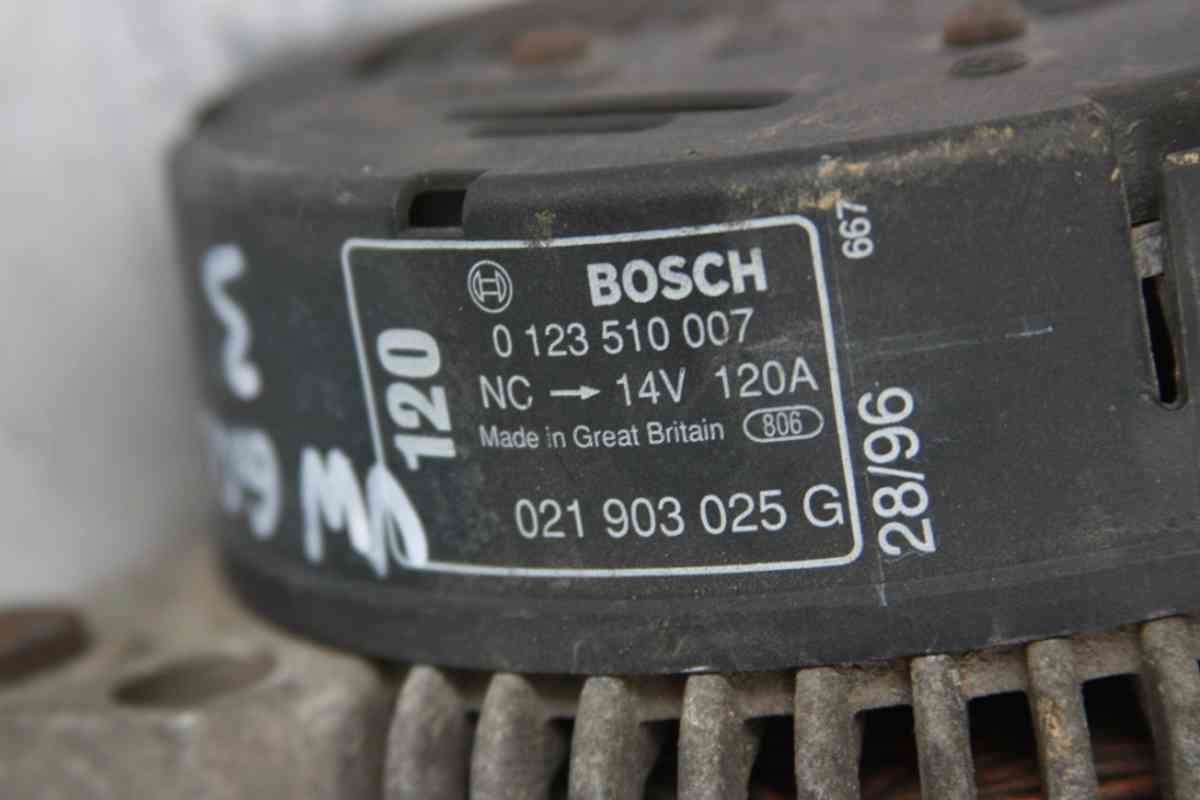 BOSCH
0 123 510 007
NC → 14V 120A
Made in Great Britain 806
021 903 025 G
120
667
28/96